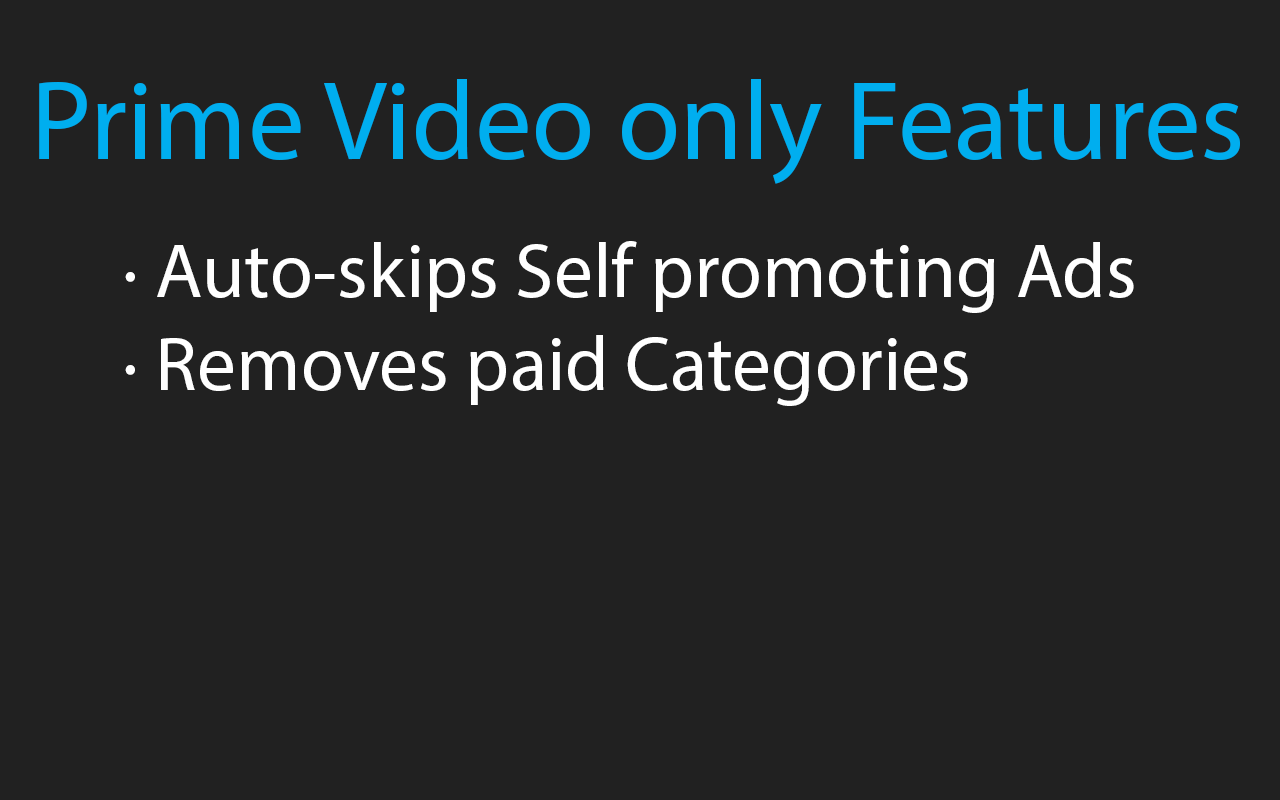 Prime Video only Features
· Auto-skips Self promoting Ads
· Removes paid Categories